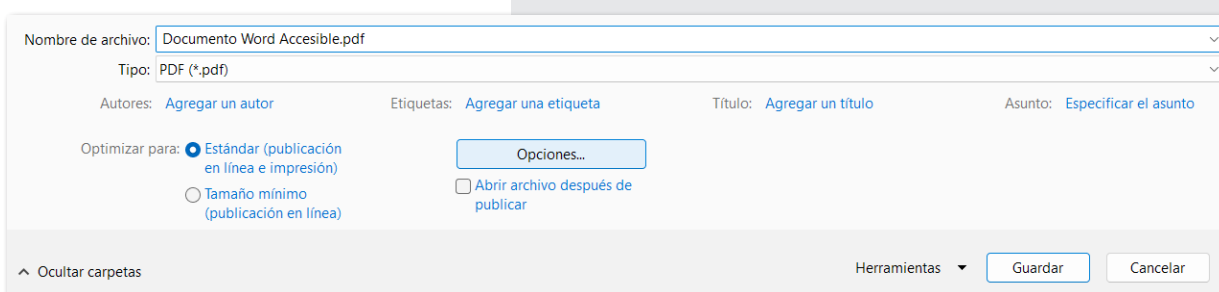 Nombre de archivo: Documento Word Accesible.pdf
Tipo: PDF (*.pdf)
Autores: Agregar un autor Etiquetas: Agregar una etiqueta Título: Agregar un título Asunto: Especificar el asunto
Optimizar para: Estándar (publicación
en línea e impresión)
Tamaño mínimo
(publicación en línea)
Opciones...
Abrir archivo después de
publicar
Ocultar carpetas
Herramientas Guardar Cancelar